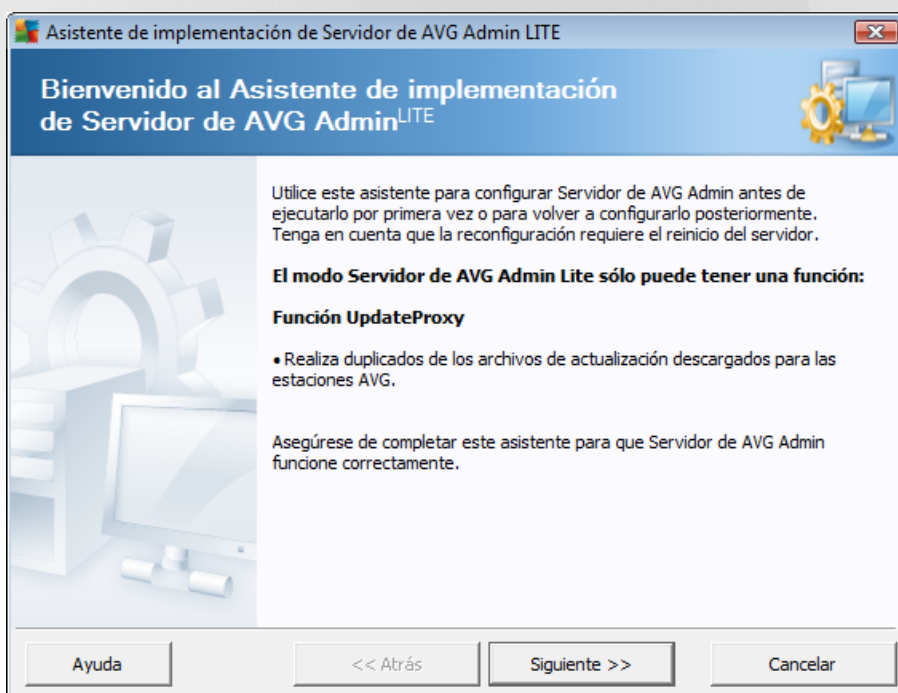 Asistente de implementación de Servidor de AVG Admin LITE
Bienvenido al Asistente de implementación
de Servidor de AVG Admin LITE
Utilice este asistente para configurar Servidor de AVG Admin antes de
ejecutarlo por primera vez o para volver a configurarlo posteriormente.
Tenga en cuenta que la reconfiguración requiere el reinicio del servidor.
El modo Servidor de AVG Admin Lite sólo puede tener una función:
Función UpdateProxy
• Realiza duplicados de los archivos de actualización descargados para las
estaciones AVG.
Asegúrese de completar este asistente para que Servidor de AVG Admin
funcione correctamente.
Ayuda
<< Atrás
Siguiente >>
Cancelar